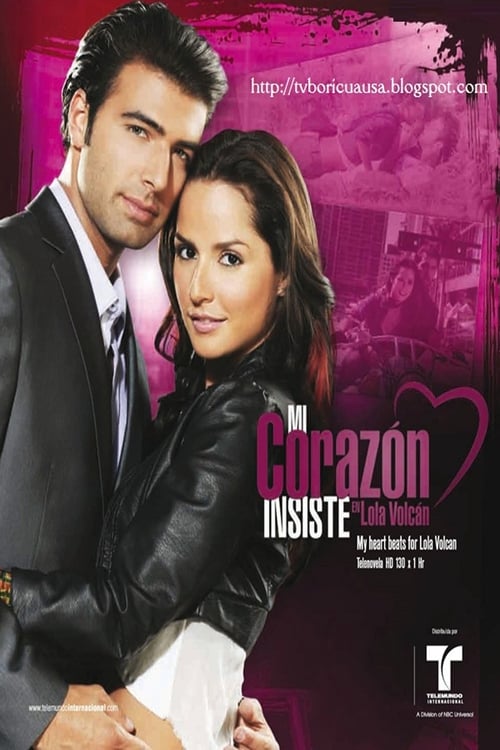 http://tvboricuausa.blogspot.com
MI
Corazón
INSISTE EN Lola Volcán
My heart beats for Lola Volcan
Telenovela HD 130 x 1 Hr
Distribuida por
TELEMUNDO
INTERNACIONAL
A Division of NBC Universal
www.telemundointernacional.com